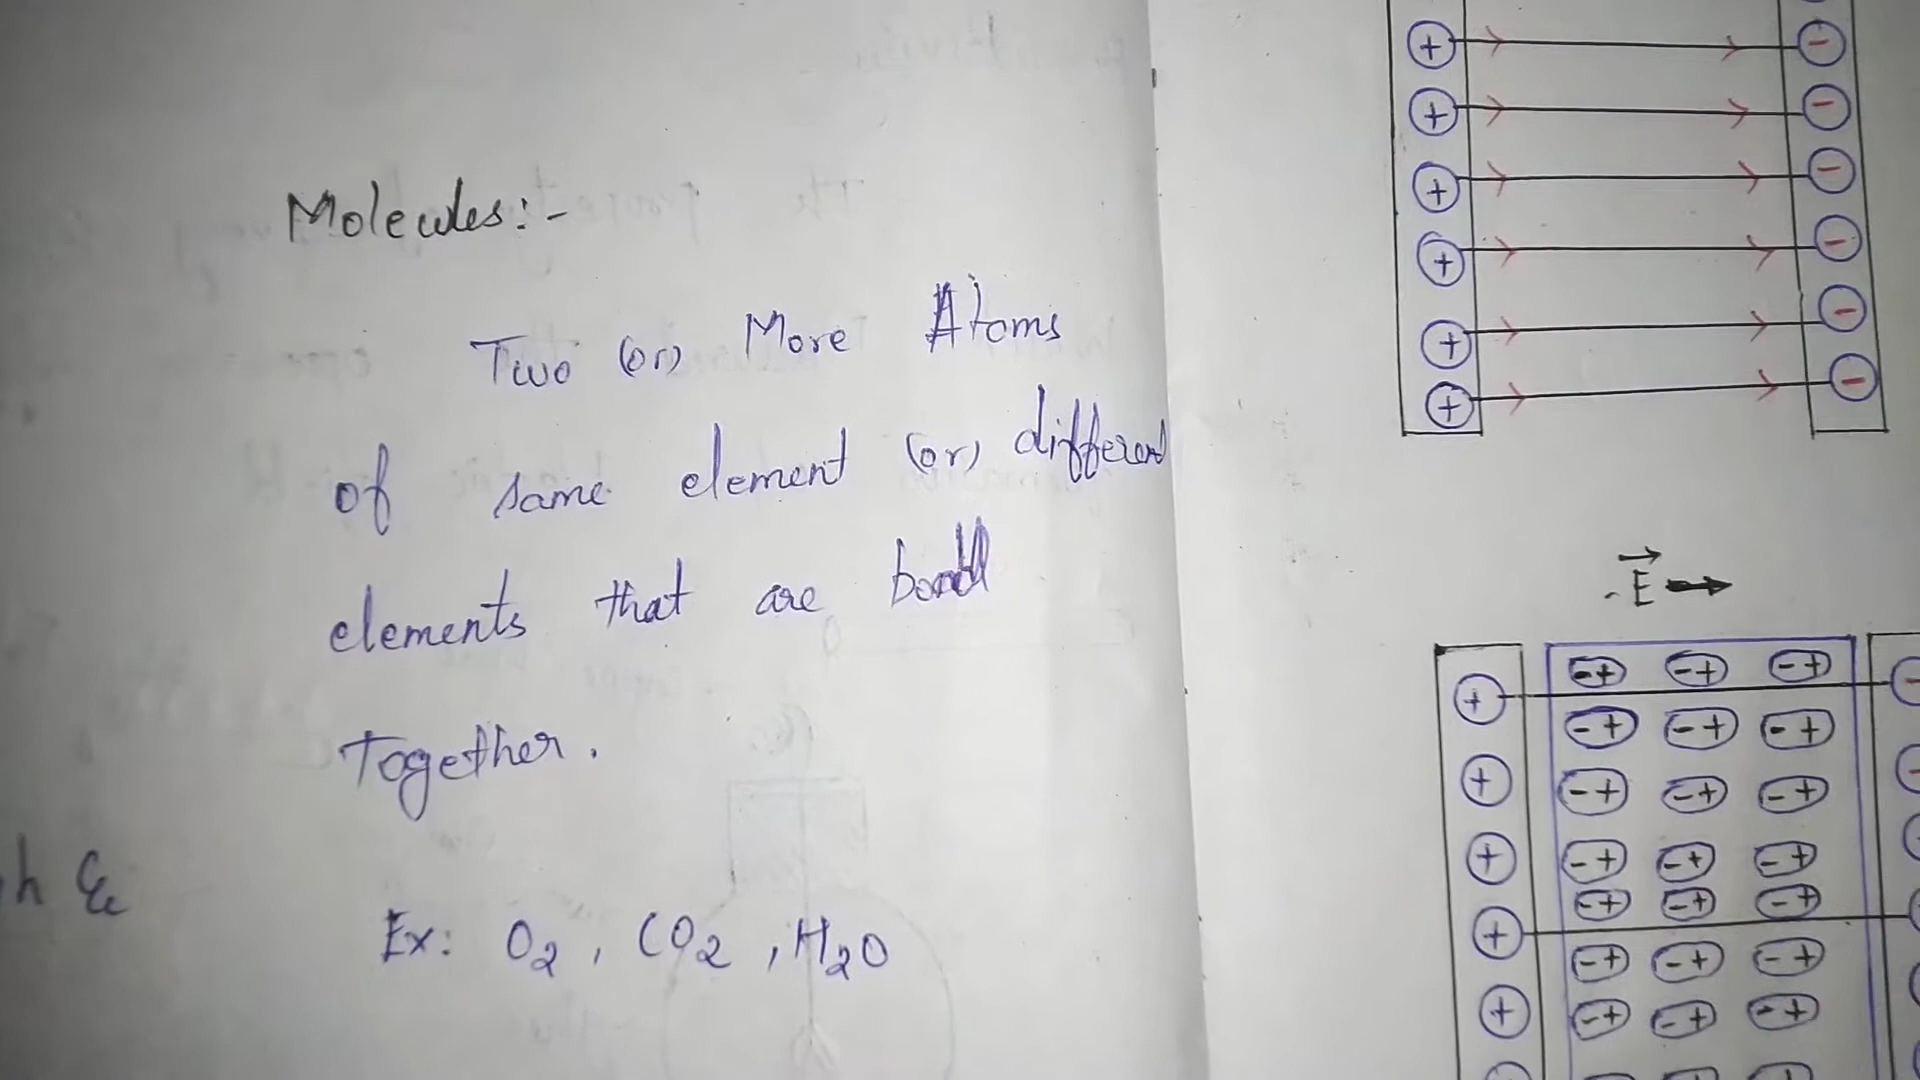 Molecules:-
Two (or) More Atoms
of same element (or) different
elements that are bond
Together.
Ex: O2, CO2, H2O
+ -
+ -
+ -
+ -
+ -
+ -
E
+ -+ -+ -+ -
-+ -+ -+
+ -+ -+ -+ -
+ -+ -+ -+
-+ -+ -+
+ -+ -+ -+
+ -+ -+ -+